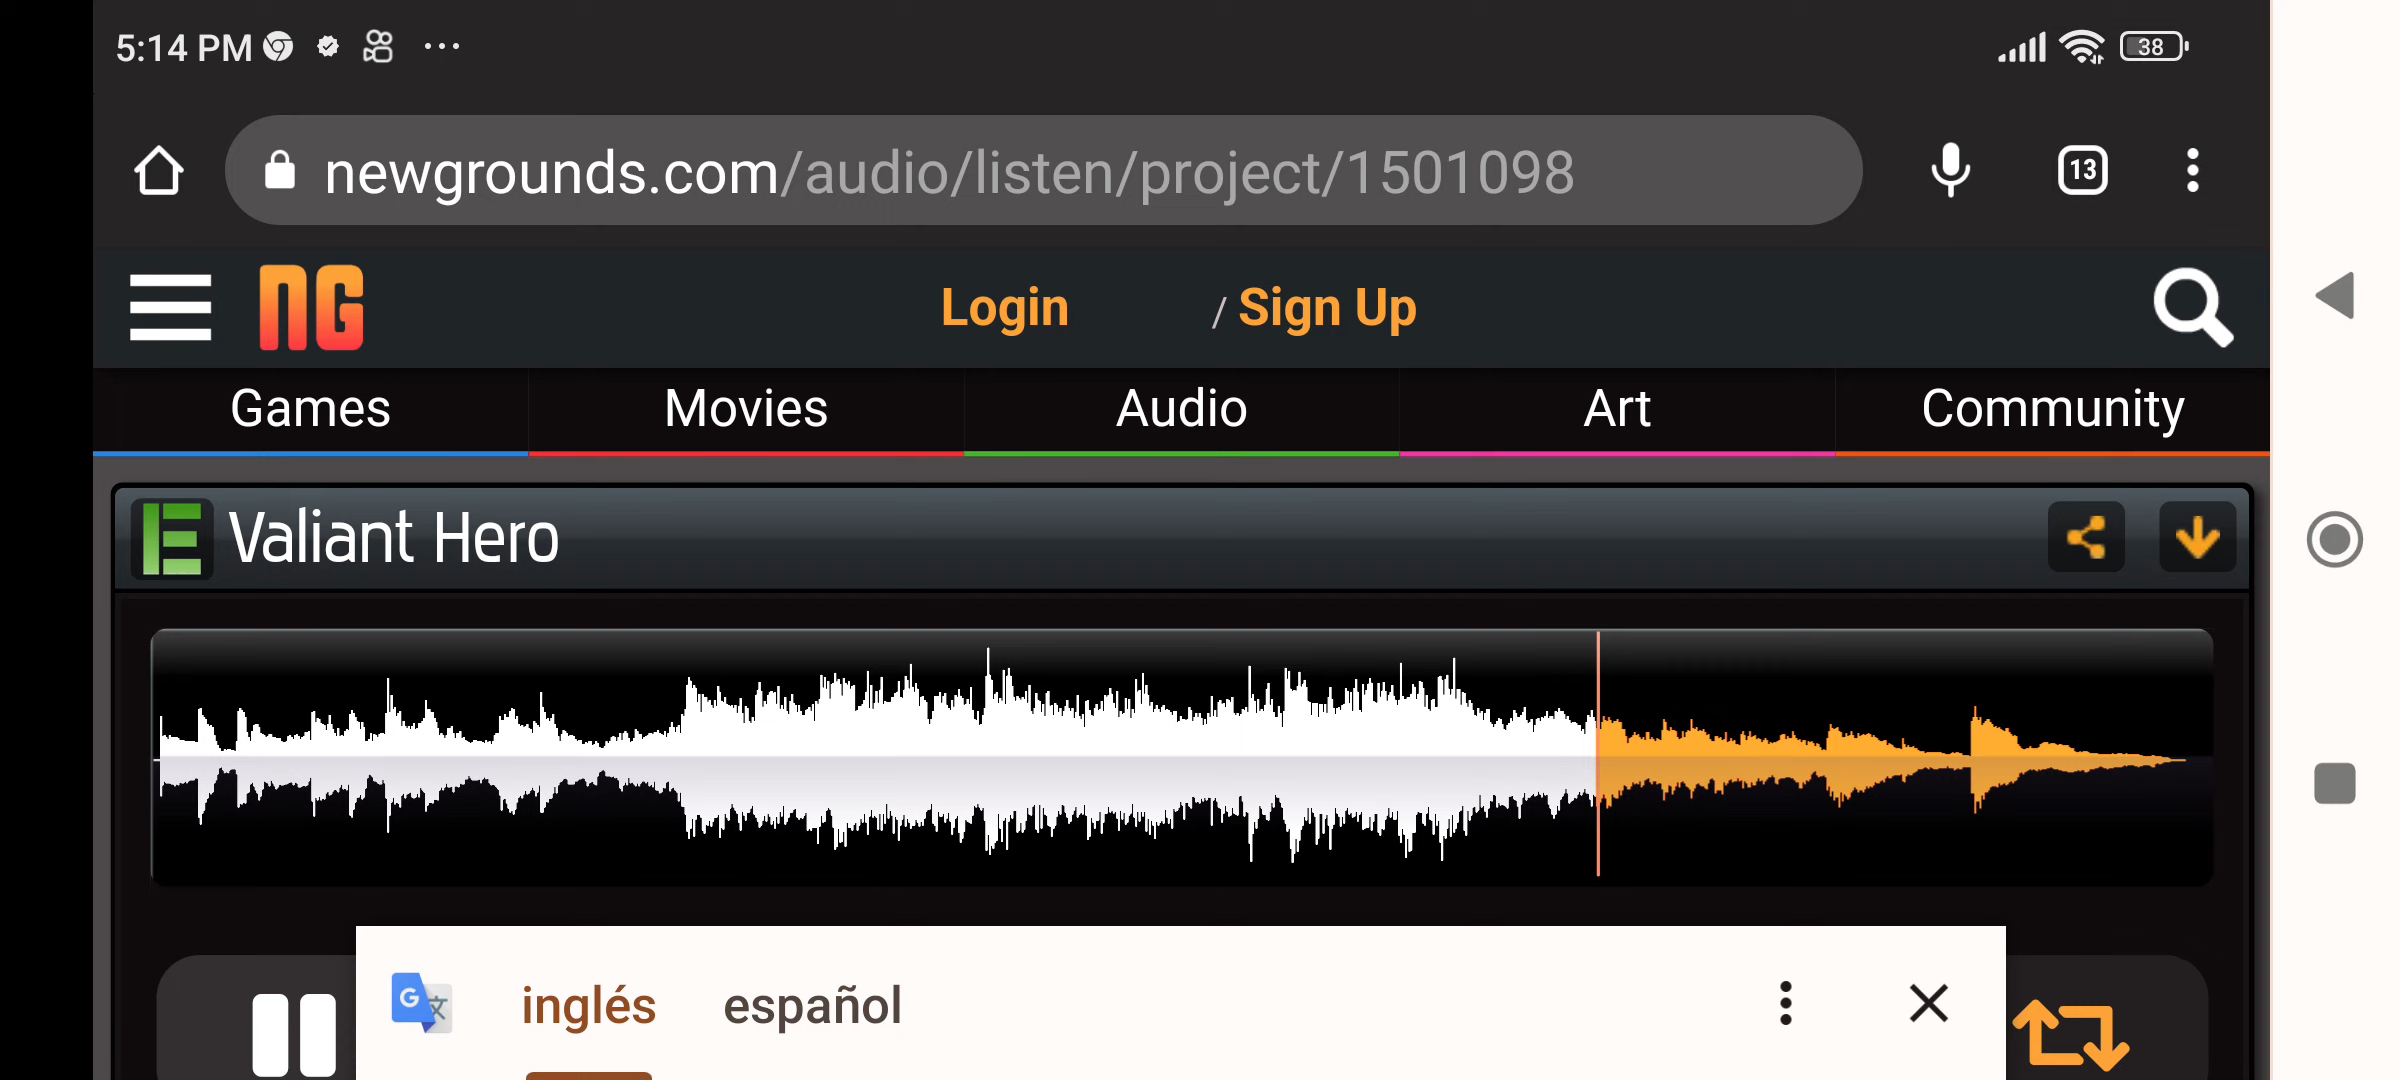 5:14 PM
38
newgrounds.com/audio/listen/project/1501098
13
NG
Login / Sign Up
Games Movies Audio Art Community
E Valiant Hero
G 文 inglés español